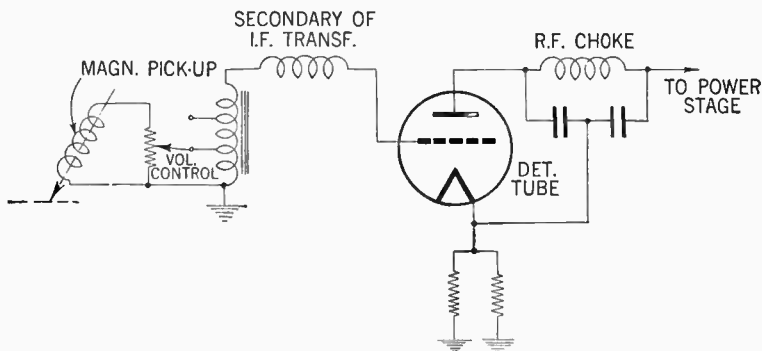 SECONDARY OF
I.F. TRANSF.
MAGN. PICK-UP
VOL.
CONTROL
R.F. CHOKE
TO POWER
STAGE
DET.
TUBE